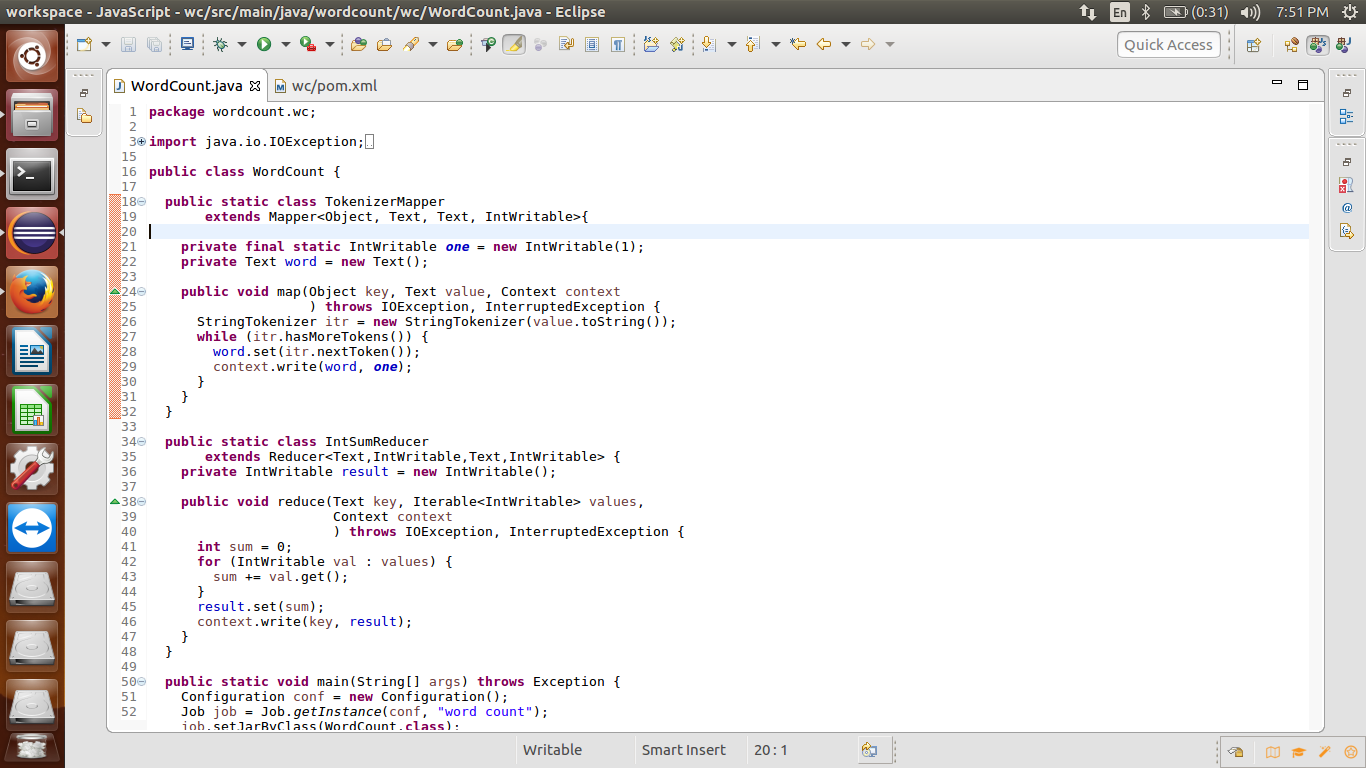 workspace - JavaScript - wc/src/main/java/wordcount/wc/WordCount.java - Eclipse
En
(0:31)
7:51 PM
Quick Access
WordCount.java
wc/pom.xml
1 package wordcount.wc;
2
3 import java.io.IOException;
15
16 public class WordCount {
17
18   public static class TokenizerMapper
19        extends Mapper<Object, Text, Text, IntWritable>{
20
21     private final static IntWritable one = new IntWritable(1);
22     private Text word = new Text();
23
24     public void map(Object key, Text value, Context context
25                     ) throws IOException, InterruptedException {
26       StringTokenizer itr = new StringTokenizer(value.toString());
27       while (itr.hasMoreTokens()) {
28         word.set(itr.nextToken());
29         context.write(word, one);
30       }
31     }
32   }
33
34   public static class IntSumReducer
35        extends Reducer<Text,IntWritable,Text,IntWritable> {
36     private IntWritable result = new IntWritable();
37
38     public void reduce(Text key, Iterable<IntWritable> values,
39                        Context context
40                        ) throws IOException, InterruptedException {
41       int sum = 0;
42       for (IntWritable val : values) {
43         sum += val.get();
44       }
45       result.set(sum);
46       context.write(key, result);
47     }
48   }
49
50   public static void main(String[] args) throws Exception {
51     Configuration conf = new Configuration();
52     Job job = Job.getInstance(conf, "word count");
    job.setJarByClass(WordCount.class);
Writable
Smart Insert
20 : 1